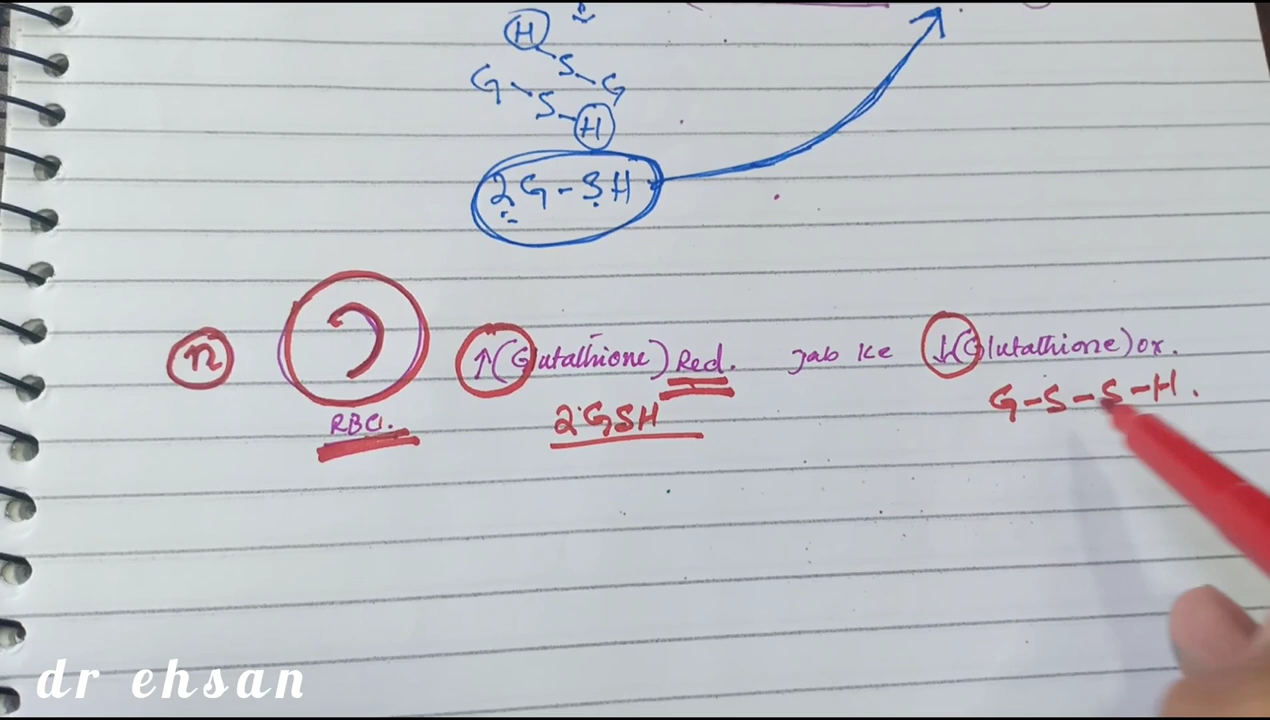 H
S - G
G - S - H
2G-SH
n ↑(Glutathione) Red. Jab ke ↓(Glutathione) ox.
RBC. 2GSH G-S-S-H.
dr ehsan